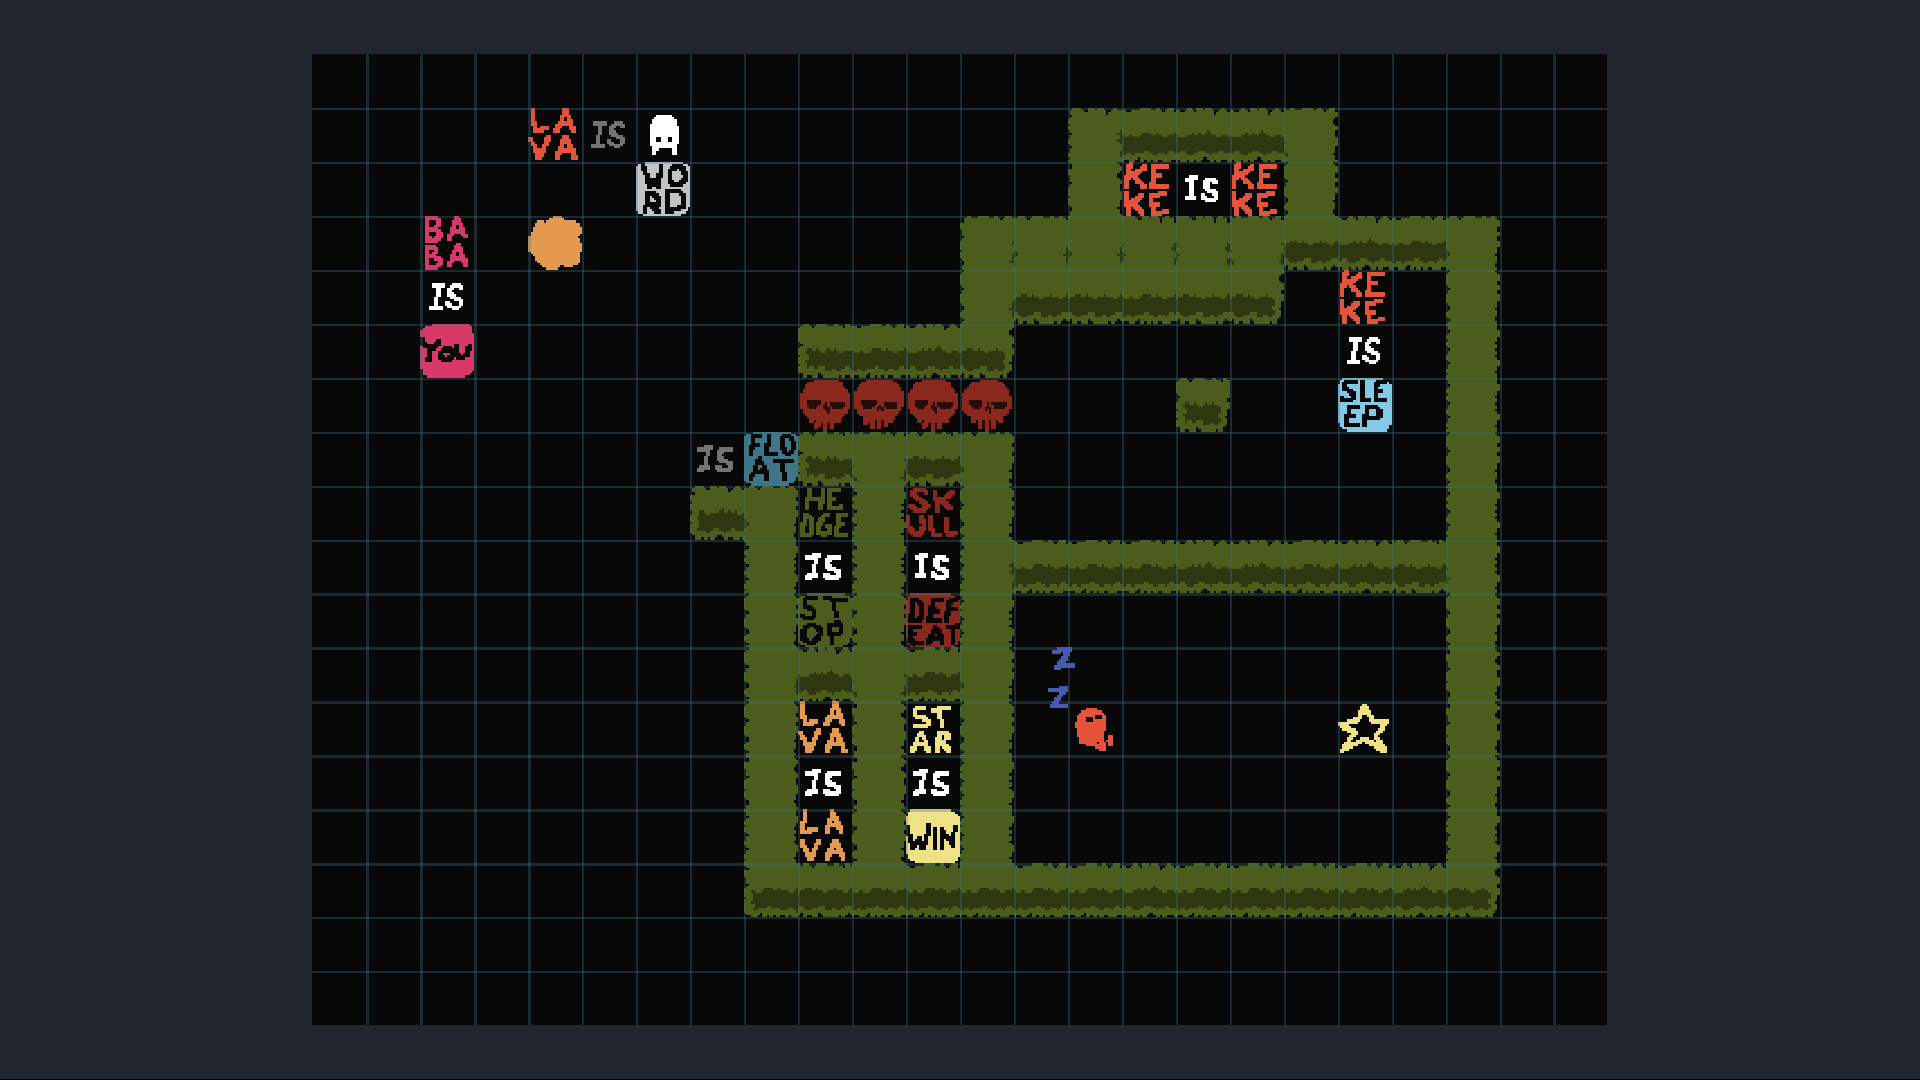 LAVA IS
WORD
KEKE IS KEKE
BABA
IS
YOU
KEKE
IS
SLEEP
IS FLOAT
HEDGE
IS
STOP
SKULL
IS
DEFEAT
Z
Z
LAVA
IS
LAVA
STAR
IS
WIN